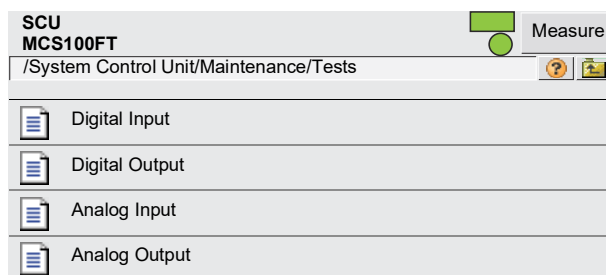 SCU
MCS100FT
Measure
/System Control Unit/Maintenance/Tests
?
Digital Input
Digital Output
Analog Input
Analog Output